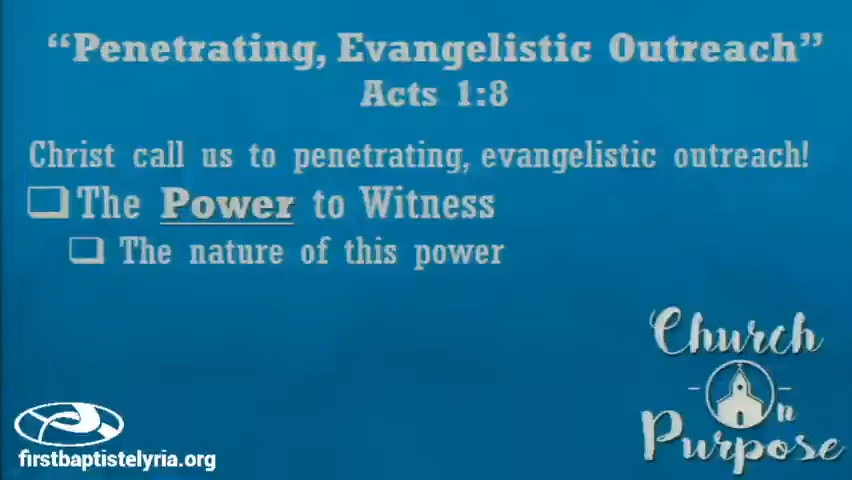 “Penetrating, Evangelistic Outreach”
Acts 1:8
Christ call us to penetrating, evangelistic outreach!
❑ The Power to Witness
❑ The nature of this power
Church
On
Purpose
firstbaptistelyria.org